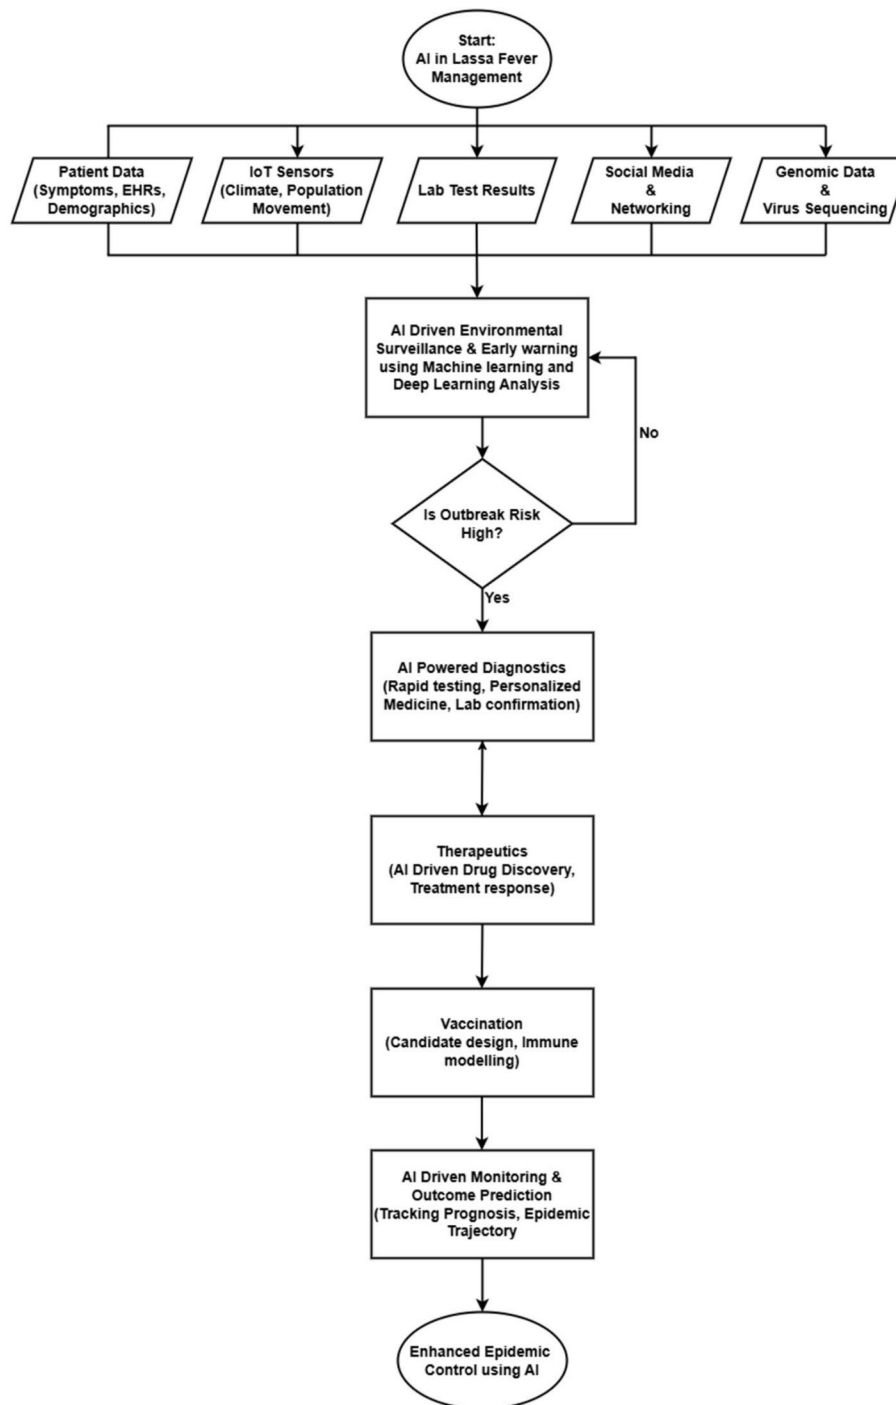 Start:
AI in Lassa Fever
Management
Patient Data
(Symptoms, EHRs,
Demographics)
IoT Sensors
(Climate, Population
Movement)
Lab Test Results
Social Media
&
Networking
Genomic Data
&
Virus Sequencing
AI Driven Environmental
Surveillance & Early warning
using Machine learning and
Deep Learning Analysis
No
Is Outbreak Risk
High?
Yes
AI Powered Diagnostics
(Rapid testing, Personalized
Medicine, Lab confirmation)
Therapeutics
(AI Driven Drug Discovery,
Treatment response)
Vaccination
(Candidate design, Immune
modelling)
AI Driven Monitoring &
Outcome Prediction
(Tracking Prognosis, Epidemic
Trajectory
Enhanced Epidemic
Control using AI